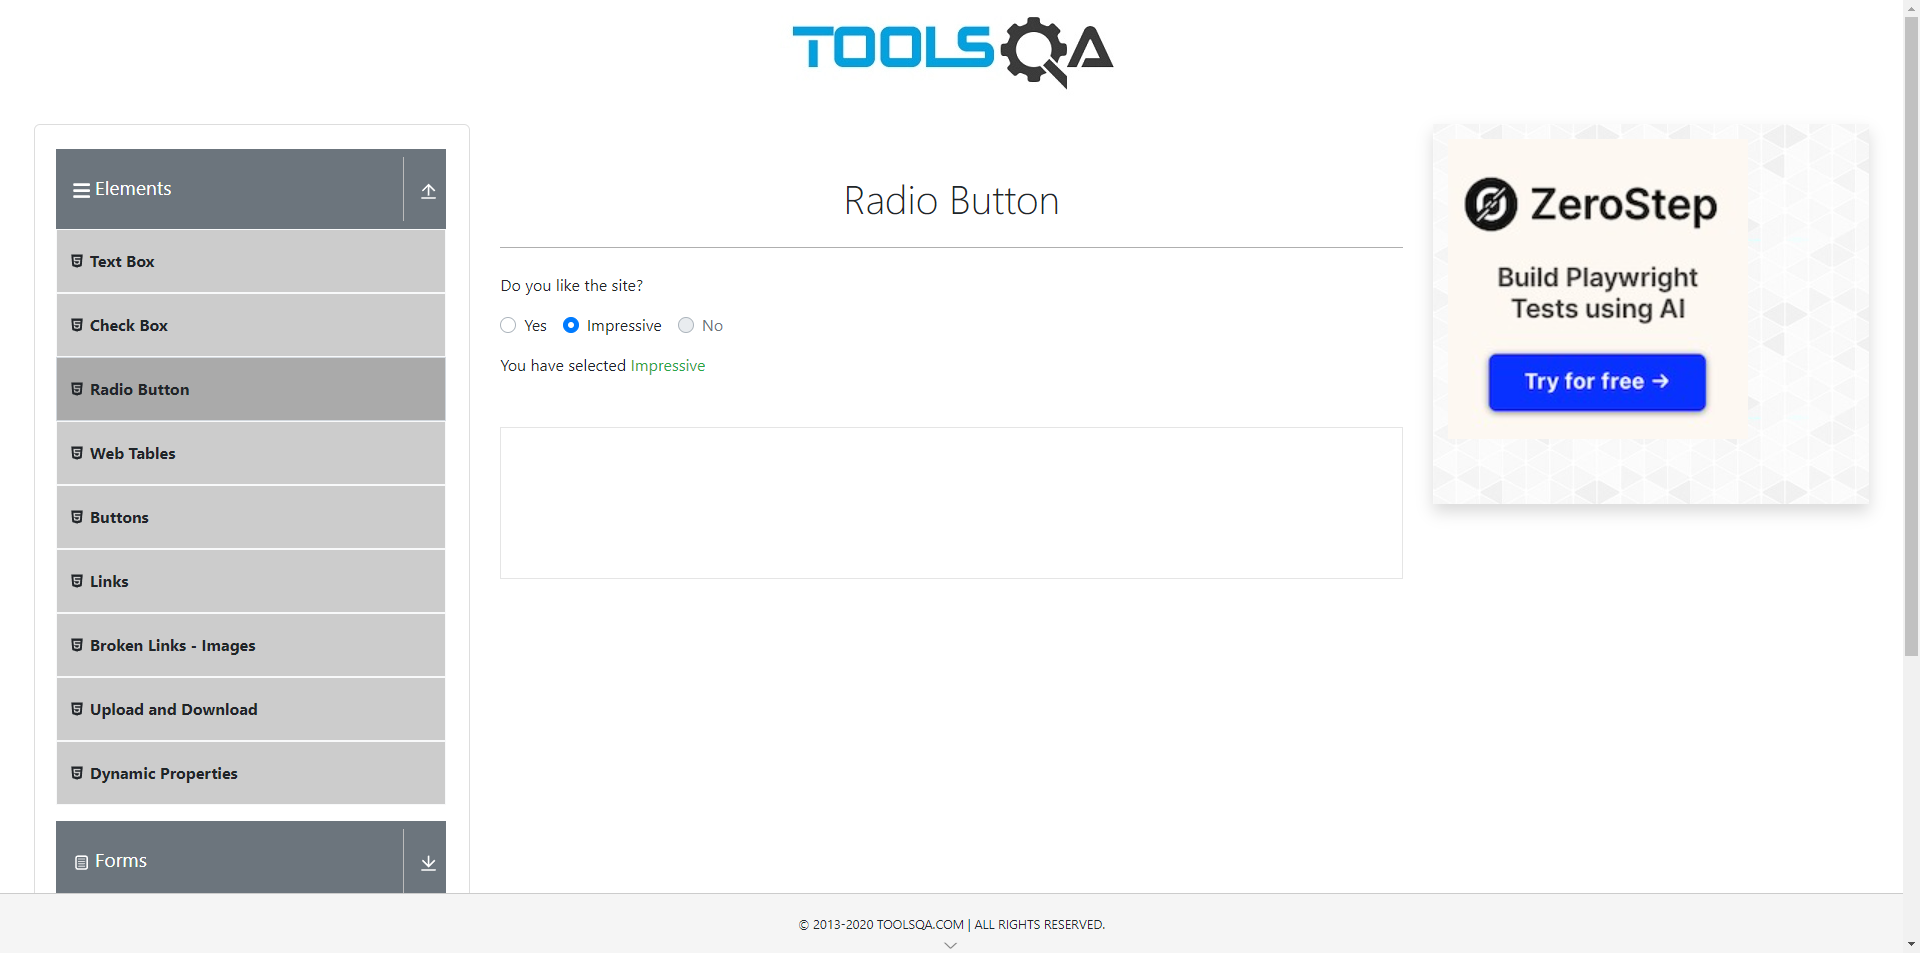 TOOLSQA
Elements
Text Box
Check Box
Radio Button
Web Tables
Buttons
Links
Broken Links - Images
Upload and Download
Dynamic Properties
Forms
Radio Button
Do you like the site?
Yes Impressive No
You have selected Impressive
ZeroStep
Build Playwright
Tests using AI
Try for free →
© 2013-2020 TOOLSQA.COM | ALL RIGHTS RESERVED.